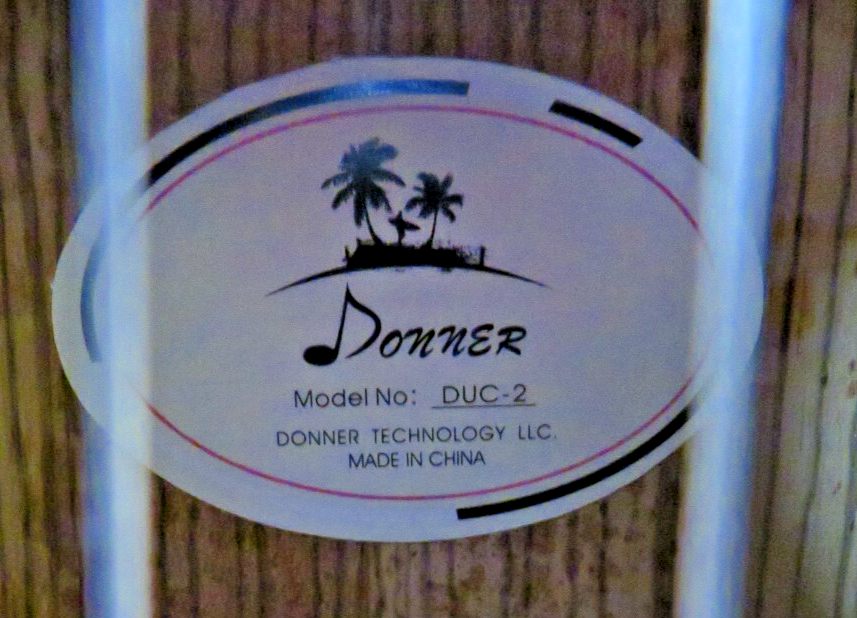 DONNER
Model No: DUC-2
DONNER TECHNOLOGY LLC.
MADE IN CHINA